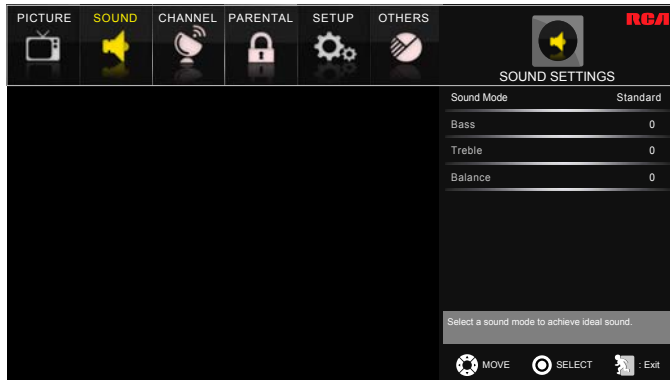 PICTURE SOUND CHANNEL PARENTAL SETUP OTHERS
RCA
SOUND SETTINGS
Sound Mode Standard
Bass 0
Treble 0
Balance 0
Select a sound mode to achieve ideal sound.
MOVE SELECT : Exit